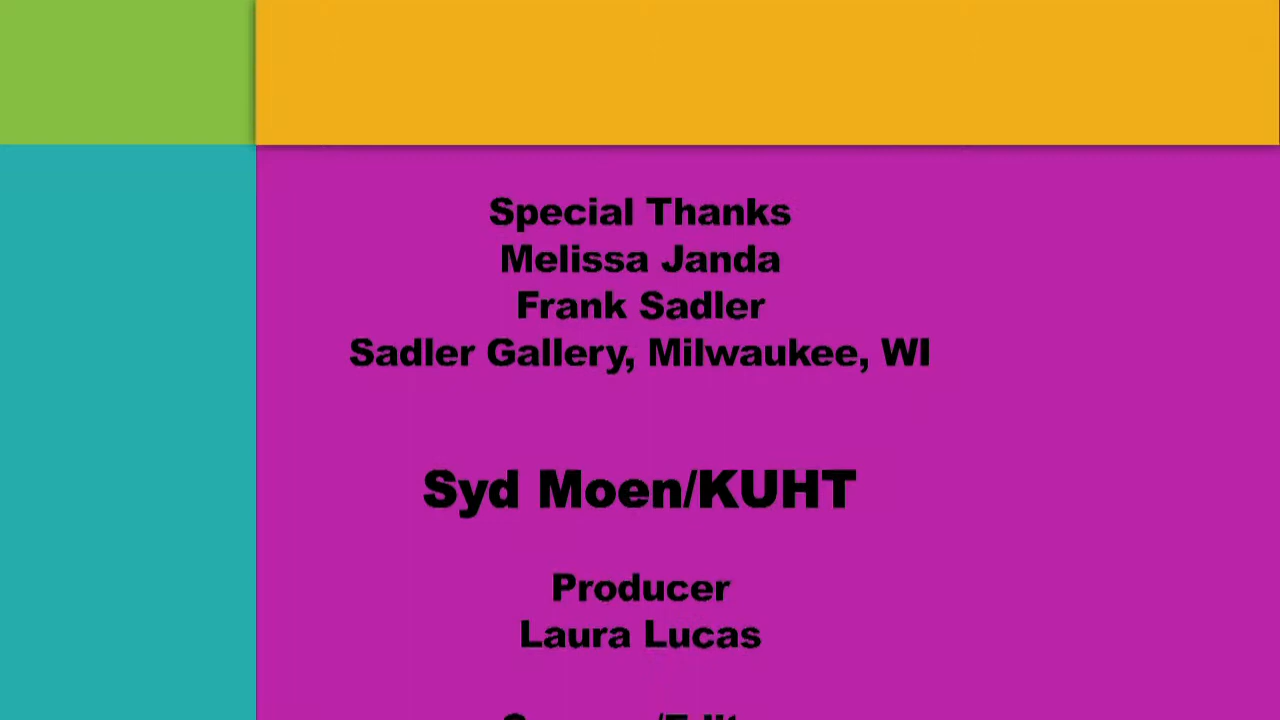 Special Thanks
Melissa Janda
Frank Sadler
Sadler Gallery, Milwaukee, WI
Syd Moen/KUHT
Producer
Laura Lucas